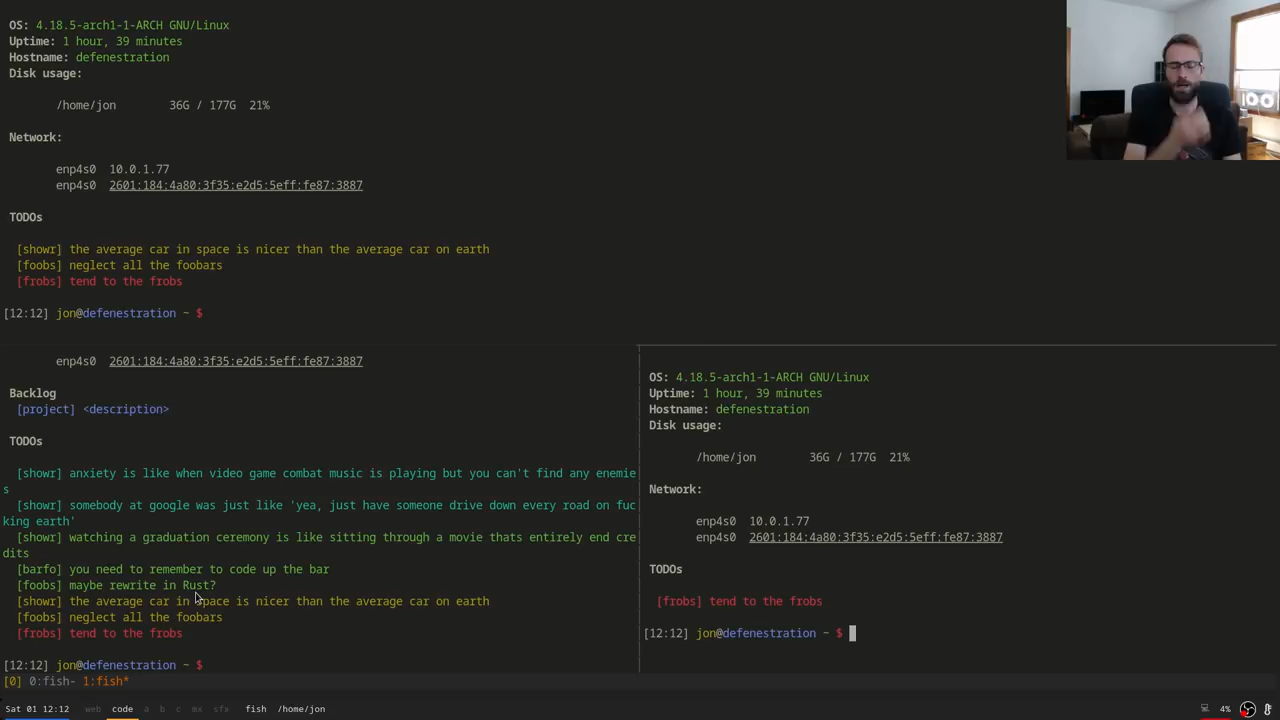 OS: 4.18.5-arch1-1-ARCH GNU/Linux
Uptime: 1 hour, 39 minutes
Hostname: defenestration
Disk usage:
/home/jon 36G / 177G 21%
Network:
enp4s0 10.0.1.77
enp4s0 2601:184:4a80:3f35:e2d5:5eff:fe87:3887
TODOs
[showr] the average car in space is nicer than the average car on earth
[foobs] neglect all the foobars
[frobs] tend to the frobs
[12:12] jon@defenestration ~ $
enp4s0 2601:184:4a80:3f35:e2d5:5eff:fe87:3887
Backlog
[project] <description>
TODOs
[showr] anxiety is like when video game combat music is playing but you can't find any enemie
s
[showr] somebody at google was just like 'yea, just have someone drive down every road on fuc
king earth'
[showr] watching a graduation ceremony is like sitting through a movie thats entirely end cre
dits
[barfo] you need to remember to code up the bar
[foobs] maybe rewrite in Rust?
[showr] the average car in space is nicer than the average car on earth
[foobs] neglect all the foobars
[frobs] tend to the frobs
[12:12] jon@defenestration ~ $
OS: 4.18.5-arch1-1-ARCH GNU/Linux
Uptime: 1 hour, 39 minutes
Hostname: defenestration
Disk usage:
/home/jon 36G / 177G 21%
Network:
enp4s0 10.0.1.77
enp4s0 2601:184:4a80:3f35:e2d5:5eff:fe87:3887
TODOs
[frobs] tend to the frobs
[12:12] jon@defenestration ~ $
[0] 0:fish- 1:fish*
Sat 01 12:12 web code a b c mx sfx fish /home/jon 4%